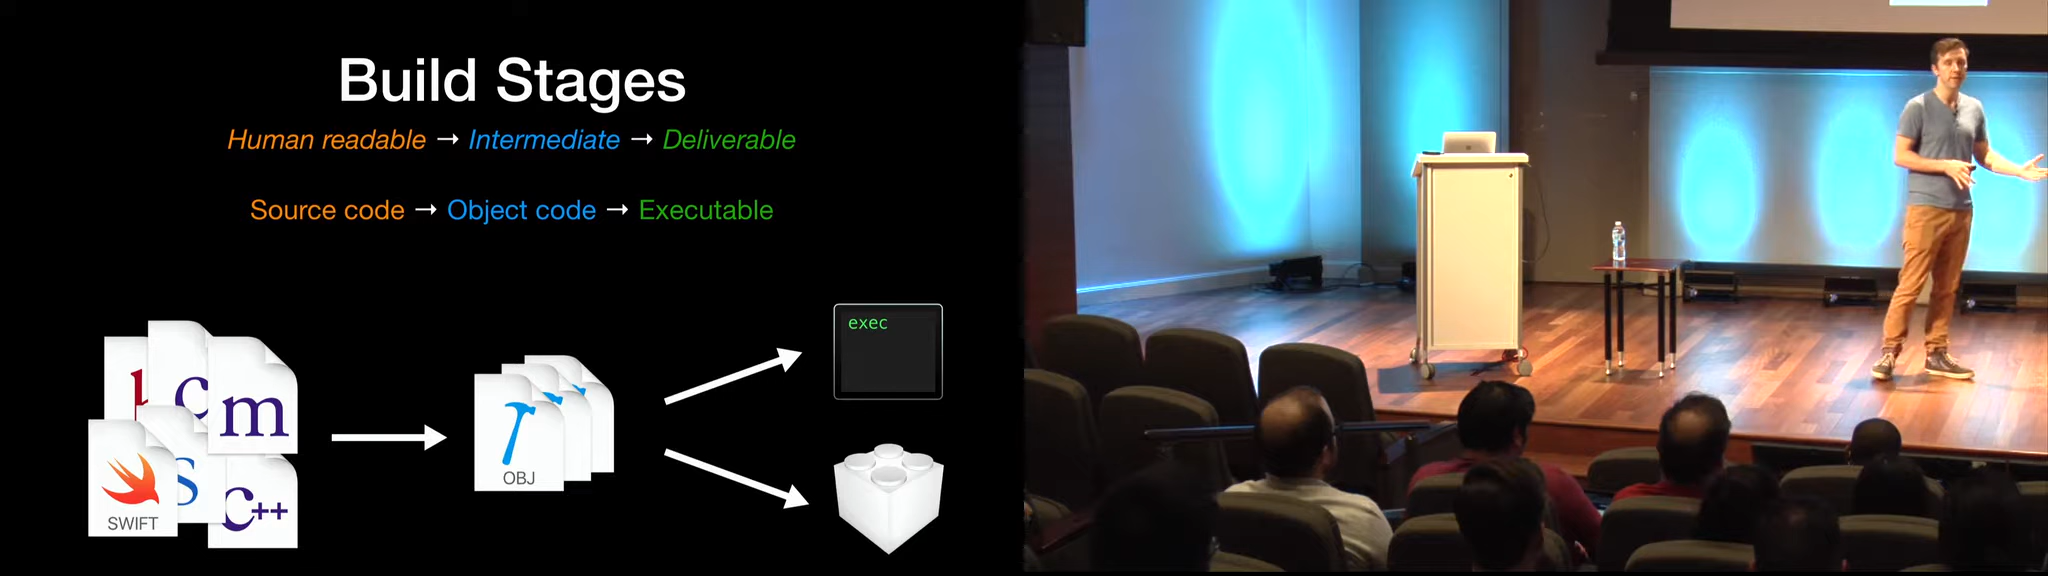 Build Stages
Human readable → Intermediate → Deliverable
Source code → Object code → Executable
exec
h
c
m
OBJ
SWIFT
S
C++